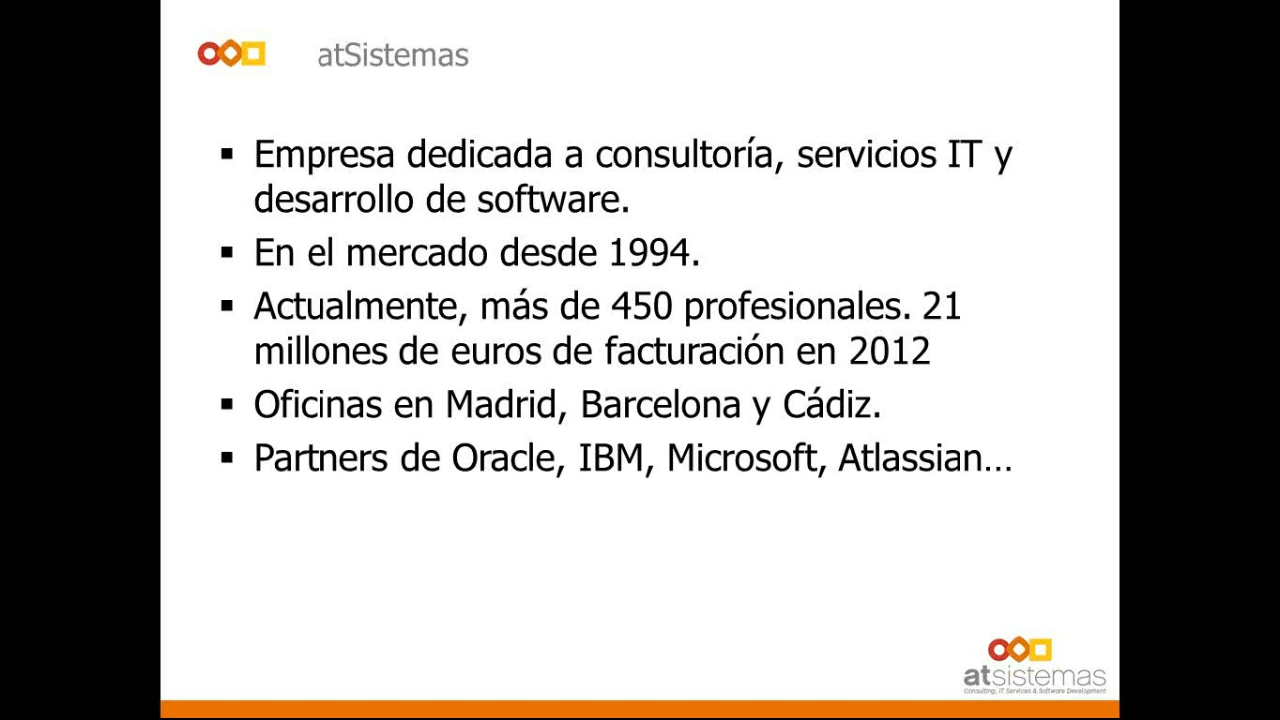 atSistemas
▪ Empresa dedicada a consultoría, servicios IT y
desarrollo de software.
▪ En el mercado desde 1994.
▪ Actualmente, más de 450 profesionales. 21
millones de euros de facturación en 2012
▪ Oficinas en Madrid, Barcelona y Cádiz.
▪ Partners de Oracle, IBM, Microsoft, Atlassian…
atsistemas
Consulting, IT Services & Software Development